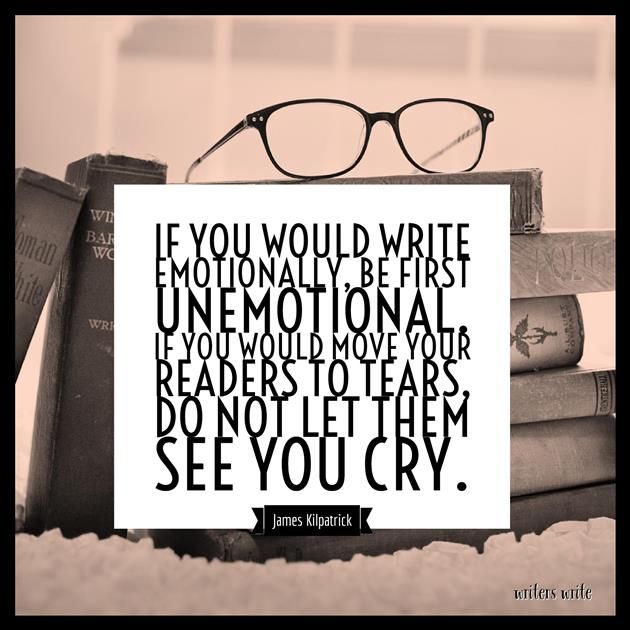 IF YOU WOULD WRITE
EMOTIONALLY, BE FIRST
UNEMOTIONAL.
IF YOU WOULD MOVE YOUR
READERS TO TEARS,
DO NOT LET THEM
SEE YOU CRY.
James Kilpatrick
writers write